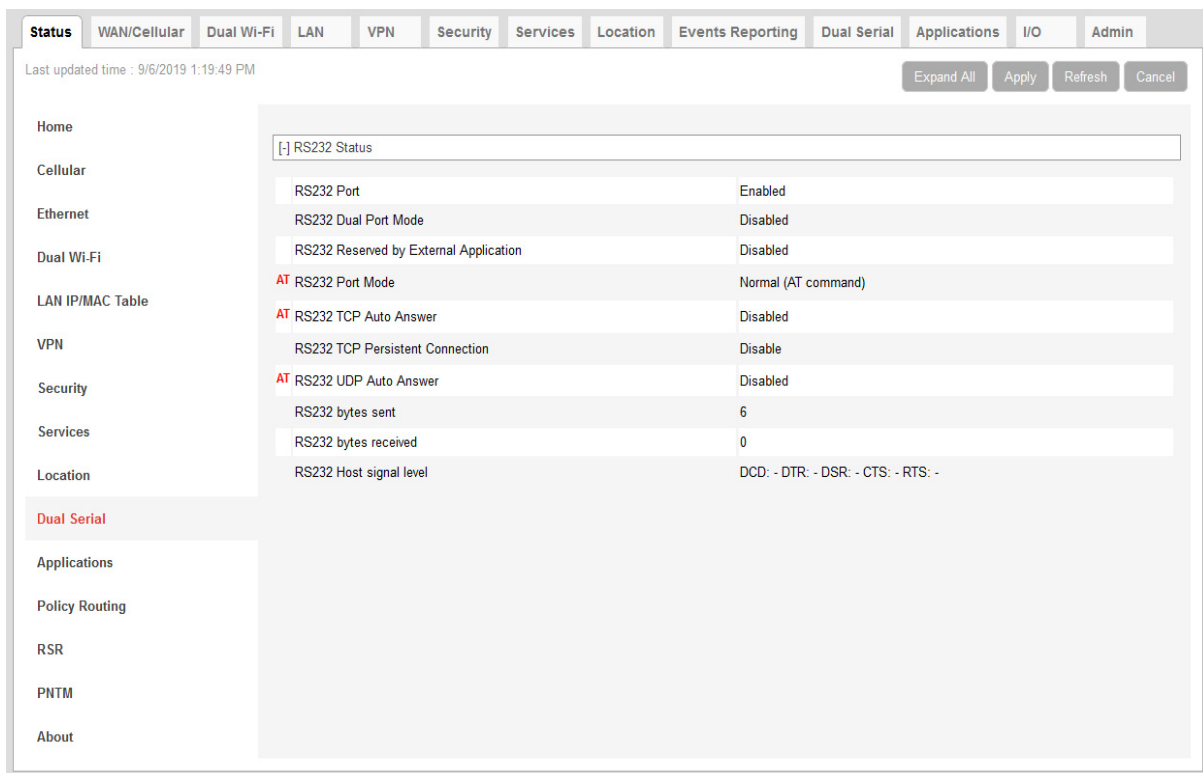 Status WAN/Cellular Dual Wi-Fi LAN VPN Security Services Location Events Reporting Dual Serial Applications I/O Admin
Last updated time : 9/6/2019 1:19:49 PM
Expand All Apply Refresh Cancel
Home
Cellular
Ethernet
Dual Wi-Fi
LAN IP/MAC Table
VPN
Security
Services
Location
Dual Serial
Applications
Policy Routing
RSR
PNTM
About
[-] RS232 Status
RS232 Port Enabled
RS232 Dual Port Mode Disabled
RS232 Reserved by External Application Disabled
AT RS232 Port Mode Normal (AT command)
AT RS232 TCP Auto Answer Disabled
RS232 TCP Persistent Connection Disable
AT RS232 UDP Auto Answer Disabled
RS232 bytes sent 6
RS232 bytes received 0
RS232 Host signal level DCD: - DTR: - DSR: - CTS: - RTS: -